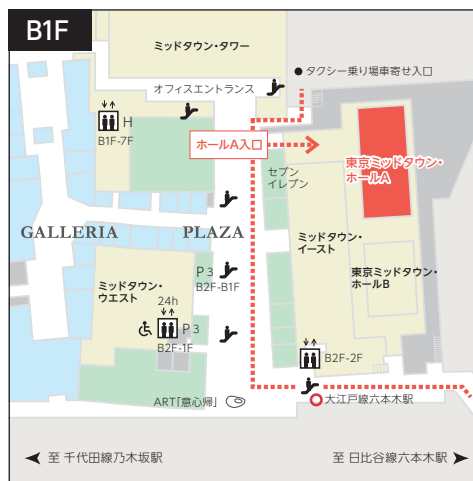 B1F
ミッドタウン・タワー
オフィスエントランス
タクシー乗り場車寄せ入口
H
B1F-7F
ホールA入口
東京ミッドタウン・
ホールA
セブン
イレブン
GALLERIA
PLAZA
ミッドタウン・
イースト
東京ミッドタウン・
ホールB
ミッドタウン・
ウエスト
P3
B2F-B1F
24h
P3
B2F-1F
B2F-2F
ART「意心帰」
大江戸線六本木駅
至 千代田線乃木坂駅
至 日比谷線六本木駅